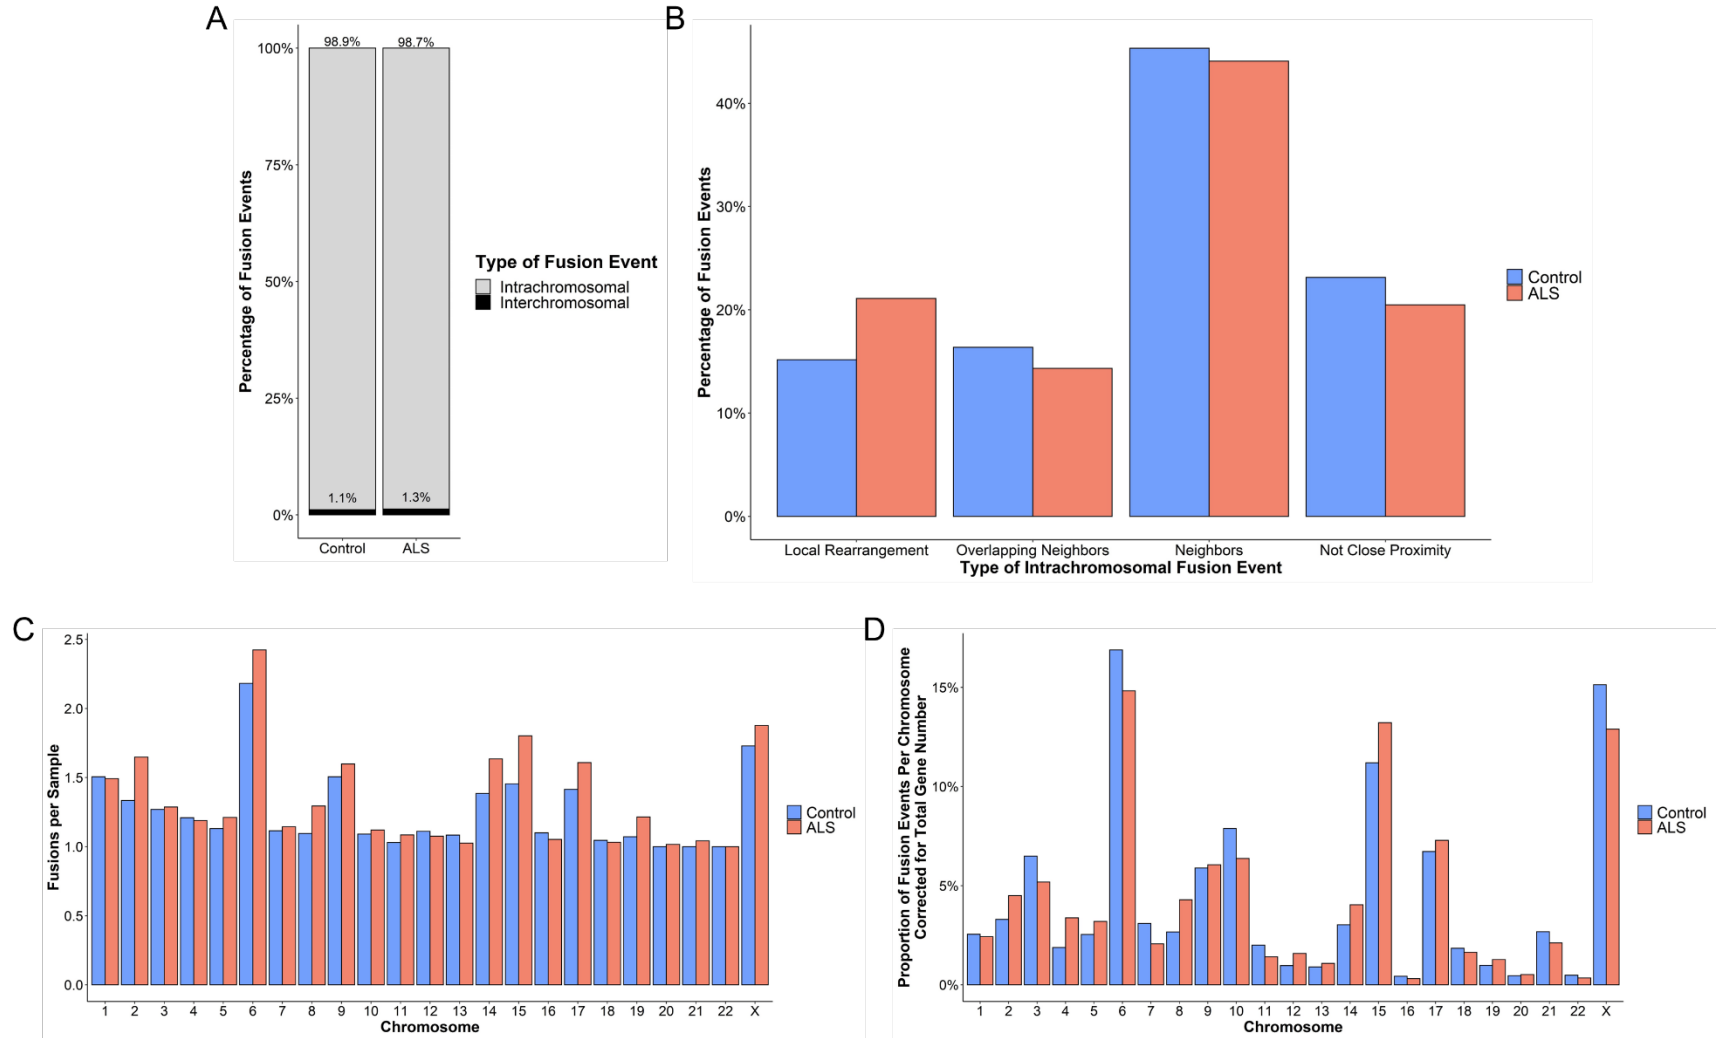 A
Percentage of Fusion Events
100%
75%
50%
25%
0%
98.9%
98.7%
1.1%
1.3%
Control
ALS
Type of Fusion Event
Intrachromosomal
Interchromosomal
B
Percentage of Fusion Events
40%
30%
20%
10%
0%
Local Rearrangement
Overlapping Neighbors
Neighbors
Not Close Proximity
Type of Intrachromosomal Fusion Event
Control
ALS
C
Fusions per Sample
2.5
2.0
1.5
1.0
0.5
0.0
1 2 3 4 5 6 7 8 9 10 11 12 13 14 15 16 17 18 19 20 21 22 X
Chromosome
Control
ALS
D
Proportion of Fusion Events Per Chromosome
Corrected for Total Gene Number
15%
10%
5%
0%
1 2 3 4 5 6 7 8 9 10 11 12 13 14 15 16 17 18 19 20 21 22 X
Chromosome
Control
ALS